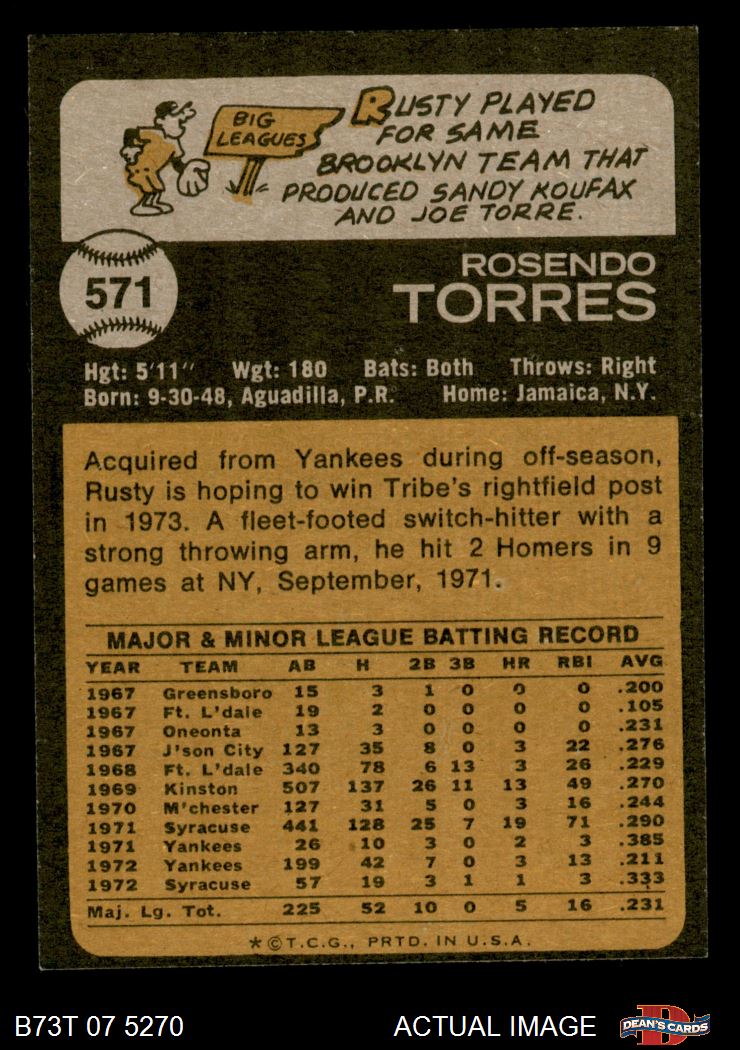 BIG
LEAGUES
RUSTY PLAYED
FOR SAME
BROOKLYN TEAM THAT
PRODUCED SANDY KOUFAX
AND JOE TORRE.
571
ROSENDO
TORRES
Hgt: 5'11" Wgt: 180 Bats: Both Throws: Right
Born: 9-30-48, Aguadilla, P.R. Home: Jamaica, N.Y.
Acquired from Yankees during off-season,
Rusty is hoping to win Tribe's rightfield post
in 1973. A fleet-footed switch-hitter with a
strong throwing arm, he hit 2 Homers in 9
games at NY, September, 1971.
MAJOR & MINOR LEAGUE BATTING RECORD
YEAR TEAM AB H 2B 3B HR RBI AVG
1967 Greensboro 15 3 1 0 0 0 .200
1967 Ft. L'dale 19 2 0 0 0 0 .105
1967 Oneonta 13 3 0 0 0 0 .231
1967 J'son City 127 35 8 0 3 22 .276
1968 Ft. L'dale 340 78 6 13 3 26 .229
1969 Kinston 507 137 26 11 13 49 .270
1970 M'chester 127 31 5 0 3 16 .244
1971 Syracuse 441 128 25 7 19 71 .290
1971 Yankees 26 10 3 0 2 3 .385
1972 Yankees 199 42 7 0 3 13 .211
1972 Syracuse 57 19 3 1 1 3 .333
Maj. Lg. Tot. 225 52 10 0 5 16 .231
*©T.C.G., PRTD. IN U.S.A.
B73T 07 5270 ACTUAL IMAGE
DEAN'S CARDS